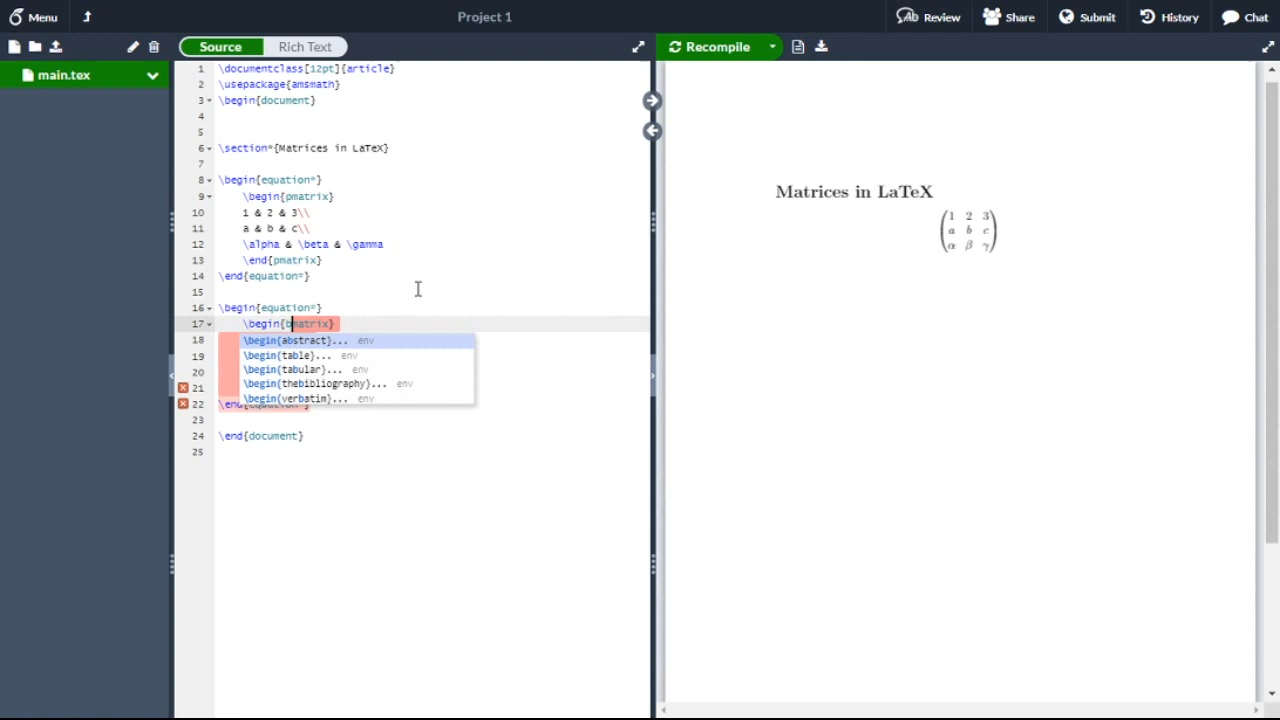 Menu
Project 1
Review
Share
Submit
History
Chat
Source
Rich Text
Recompile
main.tex
1 \documentclass[12pt]{article}
2 \usepackage{amsmath}
3 \begin{document}
4
5
6 \section*{Matrices in LaTeX}
7
8 \begin{equation*}
9 \begin{pmatrix}
10 1 & 2 & 3\\
11 a & b & c\\
12 \alpha & \beta & \gamma
13 \end{pmatrix}
14 \end{equation*}
15
16 \begin{equation*}
17 \begin{bmatrix}
18 \begin{abstract}... env
19 \begin{table}... env
20 \begin{tabular}... env
21 \begin{thebibliography}... env
\begin{verbatim}... env
22 \end{equation*}
23
24 \end{document}
25
Matrices in LaTeX
1 2 3
a b c
α β γ